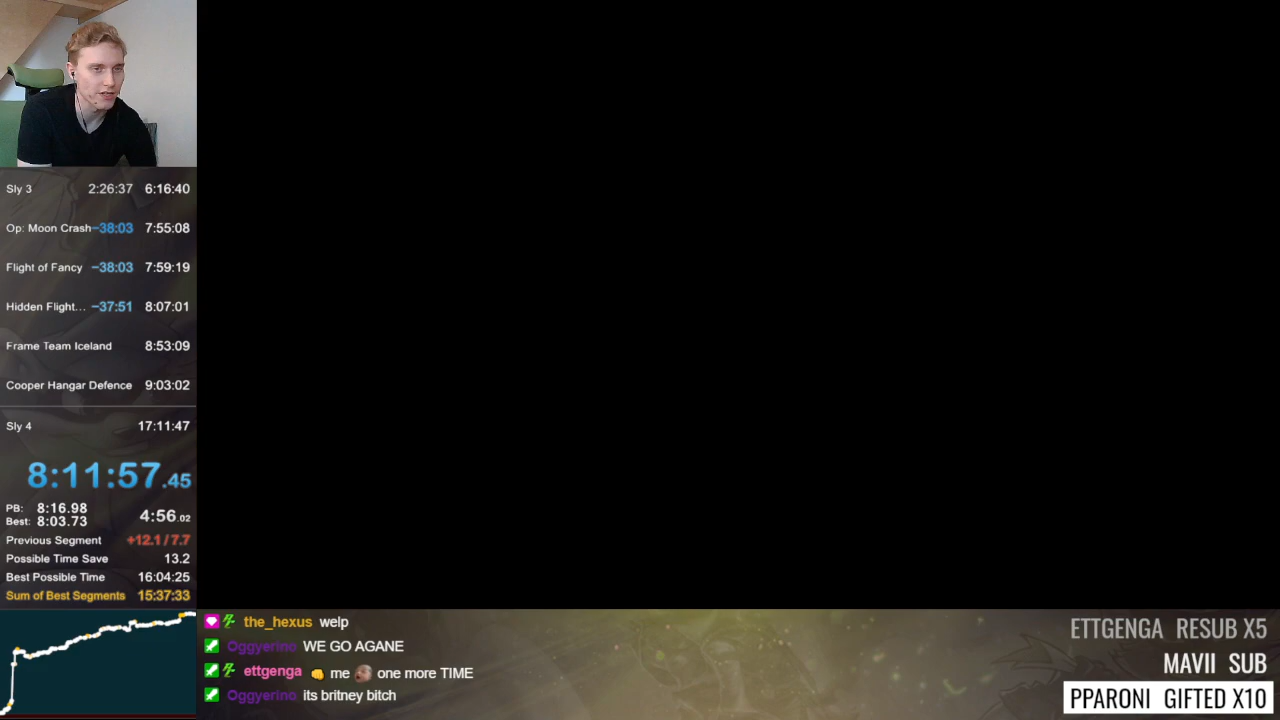 Sly 3 2:26:37 6:16:40
Op: Moon Crash −38:03 7:55:08
Flight of Fancy −38:03 7:59:19
Hidden Flight... −37:51 8:07:01
Frame Team Iceland 8:53:09
Cooper Hangar Defence 9:03:02
Sly 4 17:11:47
8:11:57.45
PB: 8:16.98
Best: 8:03.73
4:56.02
Previous Segment +12.1 / 7.7
Possible Time Save 13.2
Best Possible Time 16:04:25
Sum of Best Segments 15:37:33
the_hexus welp
Oggyerino WE GO AGANE
ettgenga me one more TIME
Oggyerino its britney bitch
ETTGENGA RESUB X5
MAVII SUB
PPARONI GIFTED X10